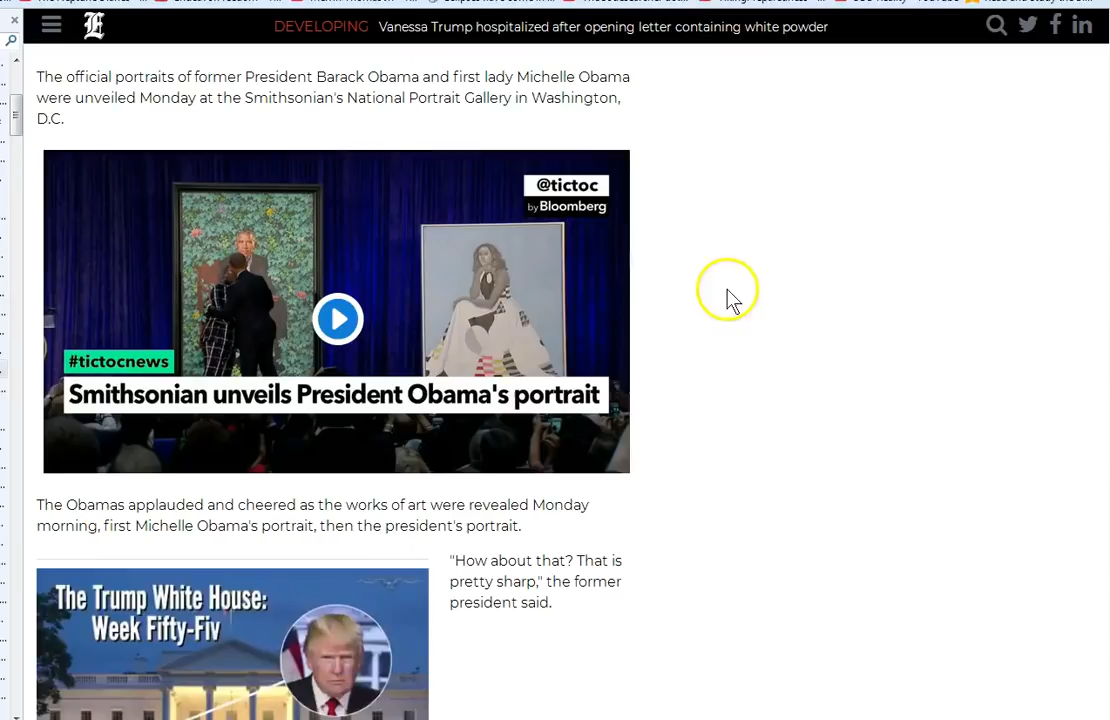 DEVELOPING Vanessa Trump hospitalized after opening letter containing white powder
The official portraits of former President Barack Obama and first lady Michelle Obama
were unveiled Monday at the Smithsonian's National Portrait Gallery in Washington,
D.C.
@tictoc
by Bloomberg
#tictocnews
Smithsonian unveils President Obama's portrait
The Obamas applauded and cheered as the works of art were revealed Monday
morning, first Michelle Obama's portrait, then the president's portrait.
"How about that? That is
pretty sharp," the former
president said.
The Trump White House:
Week Fifty-Fiv